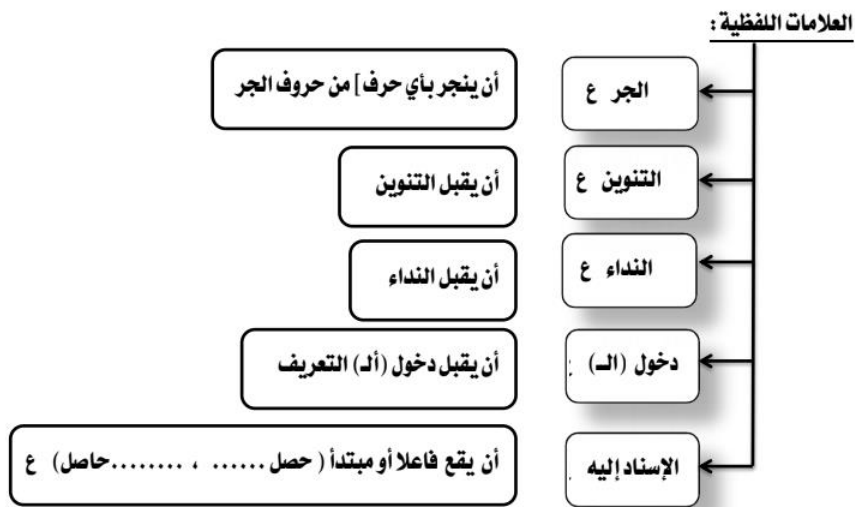 العلامات اللفظية :
الجر ع
أن ينجر بأي حرف] من حروف الجر
التنوين ع
أن يقبل التنوين
النداء ع
أن يقبل النداء
دخول (الـ)
أن يقبل دخول (ألـ) التعريف
الإسناد إليه
أن يقع فاعلا أو مبتدأ ( حصل ...... ، ........حاصل) ع